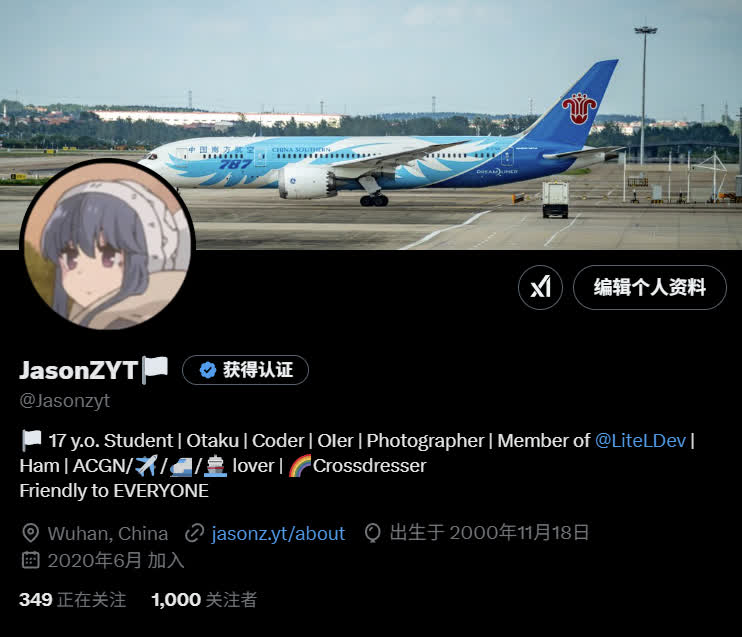 中国南方航空
CHINA SOUTHERN
787
DREAMLINER
编辑个人资料
JasonZYT🏳️
获得认证
@Jasonzyt
🏳️ 17 y.o. Student | Otaku | Coder | OIer | Photographer | Member of @LiteLDev |
Ham | ACGN/✈️/🚅/🚢 lover | 🌈Crossdresser
Friendly to EVERYONE
Wuhan, China jasonz.yt/about 出生于 2000年11月18日
2020年6月 加入
349 正在关注 1,000 关注者